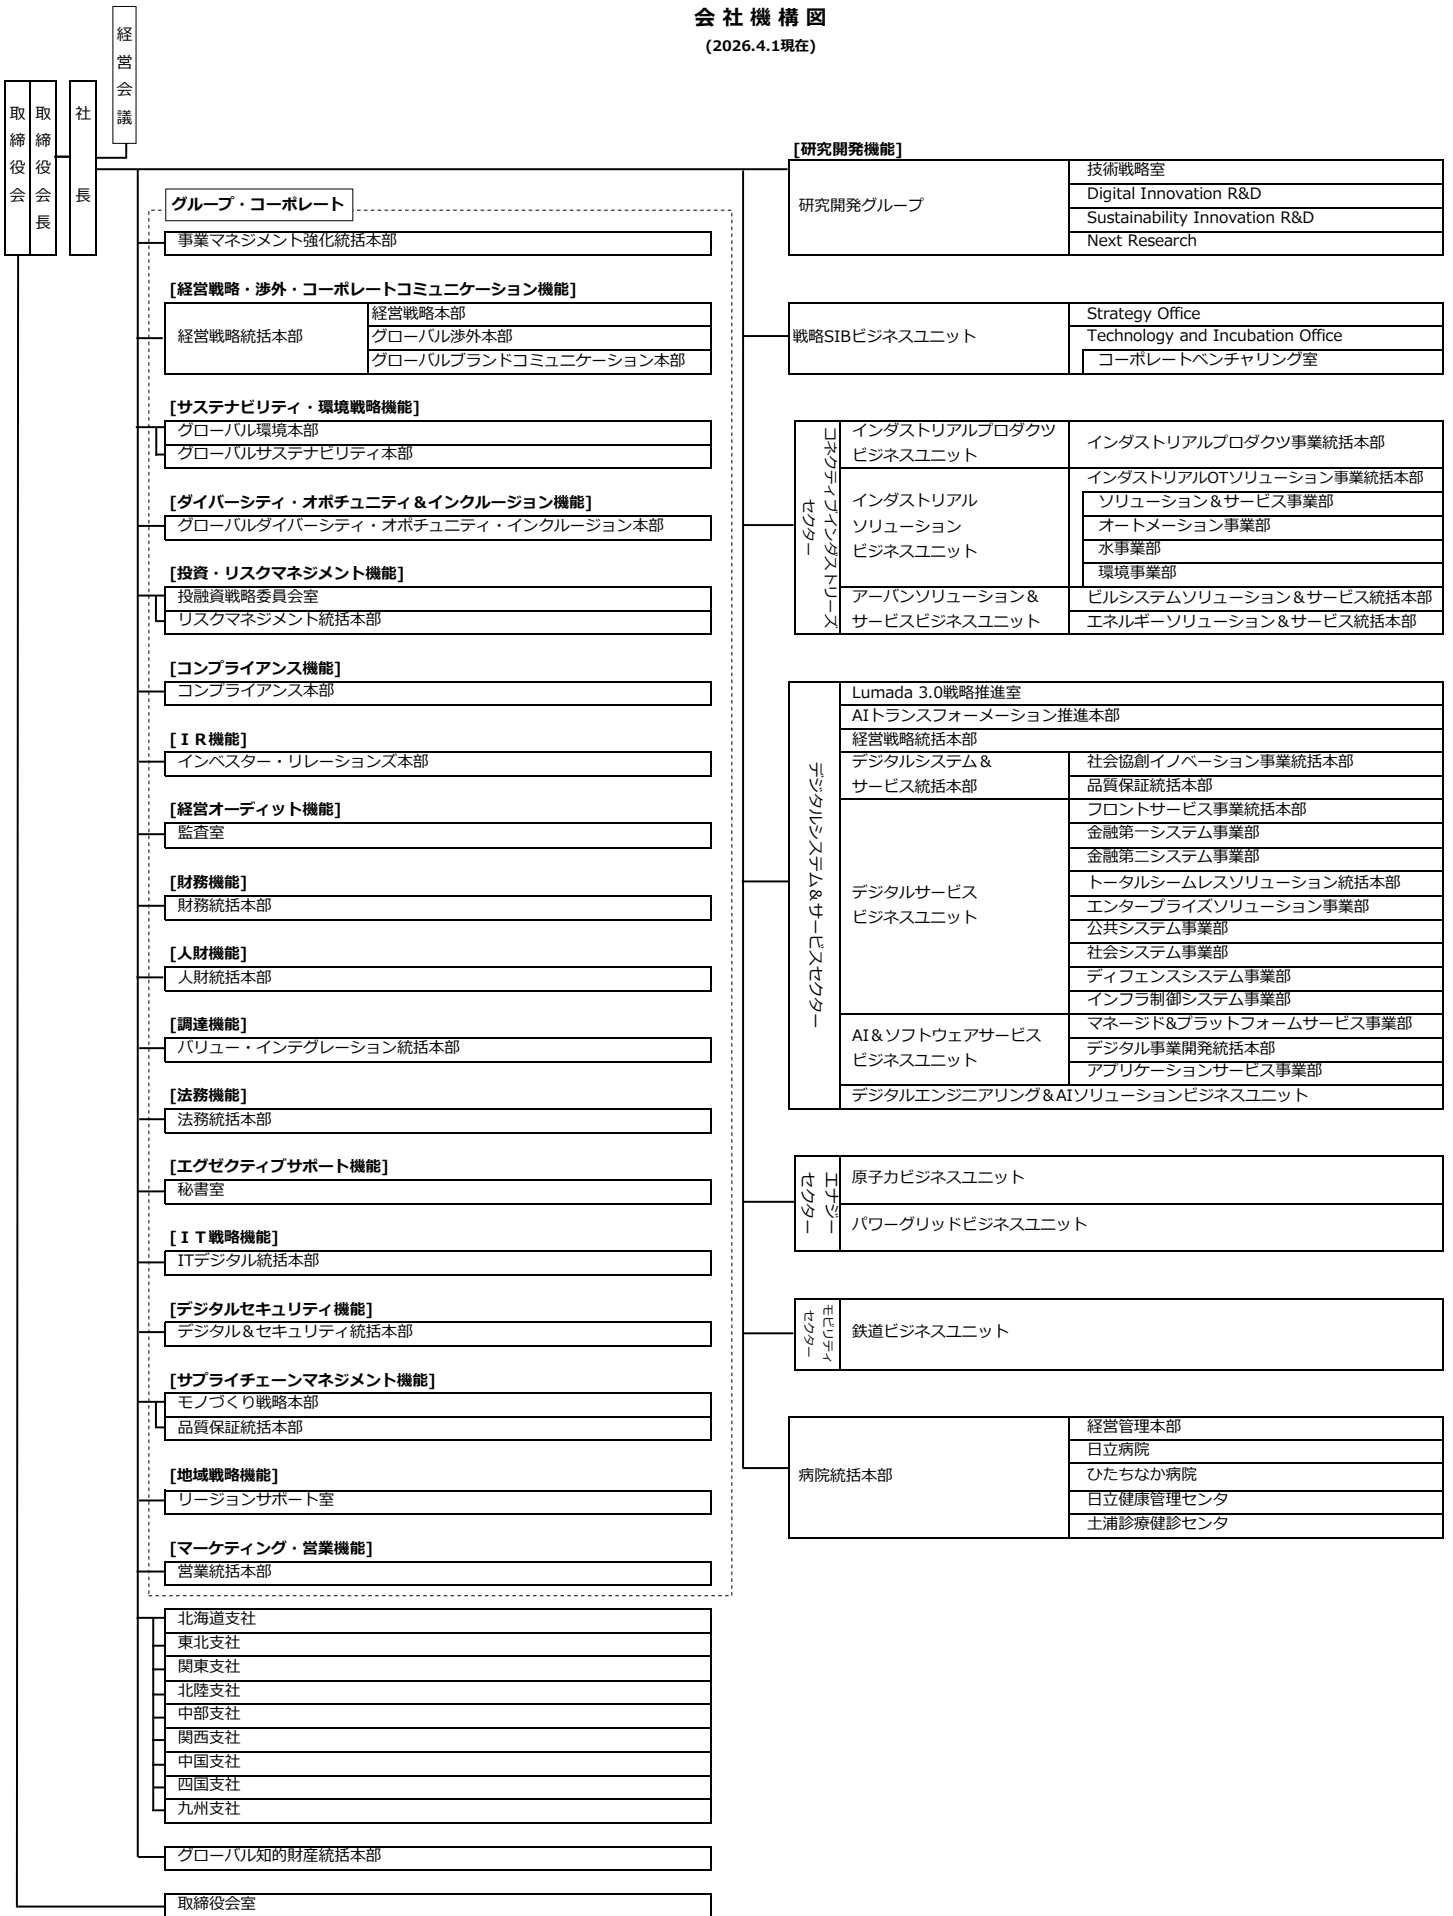 会社機構図
(2026.4.1現在)
経営会議
取締役会
取締役会長
社長
グループ・コーポレート
事業マネジメント強化統括本部
[経営戦略・渉外・コーポレートコミュニケーション機能]
経営戦略統括本部
経営戦略本部
グローバル渉外本部
グローバルブランドコミュニケーション本部
[サステナビリティ・環境戦略機能]
グローバル環境本部
グローバルサステナビリティ本部
[ダイバーシティ・オポチュニティ＆インクルージョン機能]
グローバルダイバーシティ・オポチュニティ・インクルージョン本部
[投資・リスクマネジメント機能]
投融資戦略委員会室
リスクマネジメント統括本部
[コンプライアンス機能]
コンプライアンス本部
[ＩＲ機能]
インベスター・リレーションズ本部
[経営オーディット機能]
監査室
[財務機能]
財務統括本部
[人財機能]
人財統括本部
[調達機能]
バリュー・インテグレーション統括本部
[法務機能]
法務統括本部
[エグゼクティブサポート機能]
秘書室
[ＩＴ戦略機能]
ITデジタル統括本部
[デジタルセキュリティ機能]
デジタル＆セキュリティ統括本部
[サプライチェーンマネジメント機能]
モノづくり戦略本部
品質保証統括本部
[地域戦略機能]
リージョンサポート室
[マーケティング・営業機能]
営業統括本部
北海道支社
東北支社
関東支社
北陸支社
中部支社
関西支社
中国支社
四国支社
九州支社
グローバル知的財産統括本部
取締役会室
[研究開発機能]
研究開発グループ
技術戦略室
Digital Innovation R&D
Sustainability Innovation R&D
Next Research
戦略SIBビジネスユニット
Strategy Office
Technology and Incubation Office
コーポレートベンチャリング室
コネクティブインダストリーズ
セクター
インダストリアルプロダクツ
ビジネスユニット
インダストリアルプロダクツ事業統括本部
インダストリアル
ソリューション
ビジネスユニット
インダストリアルOTソリューション事業統括本部
ソリューション＆サービス事業部
オートメーション事業部
水事業部
環境事業部
アーバンソリューション＆
サービスビジネスユニット
ビルシステムソリューション＆サービス統括本部
エネルギーソリューション＆サービス統括本部
デジタルシステム&サービスセクター
Lumada 3.0戦略推進室
AIトランスフォーメーション推進本部
経営戦略統括本部
デジタルシステム＆
サービス統括本部
社会協創イノベーション事業統括本部
品質保証統括本部
デジタルサービス
ビジネスユニット
フロントサービス事業統括本部
金融第一システム事業部
金融第二システム事業部
トータルシームレスソリューション統括本部
エンタープライズソリューション事業部
公共システム事業部
社会システム事業部
ディフェンスシステム事業部
インフラ制御システム事業部
AI＆ソフトウェアサービス
ビジネスユニット
マネージド&プラットフォームサービス事業部
デジタル事業開発統括本部
アプリケーションサービス事業部
デジタルエンジニアリング＆AIソリューションビジネスユニット
エナジー
セクター
原子力ビジネスユニット
パワーグリッドビジネスユニット
モビリティ
セクター
鉄道ビジネスユニット
病院統括本部
経営管理本部
日立病院
ひたちなか病院
日立健康管理センタ
土浦診療健診センタ